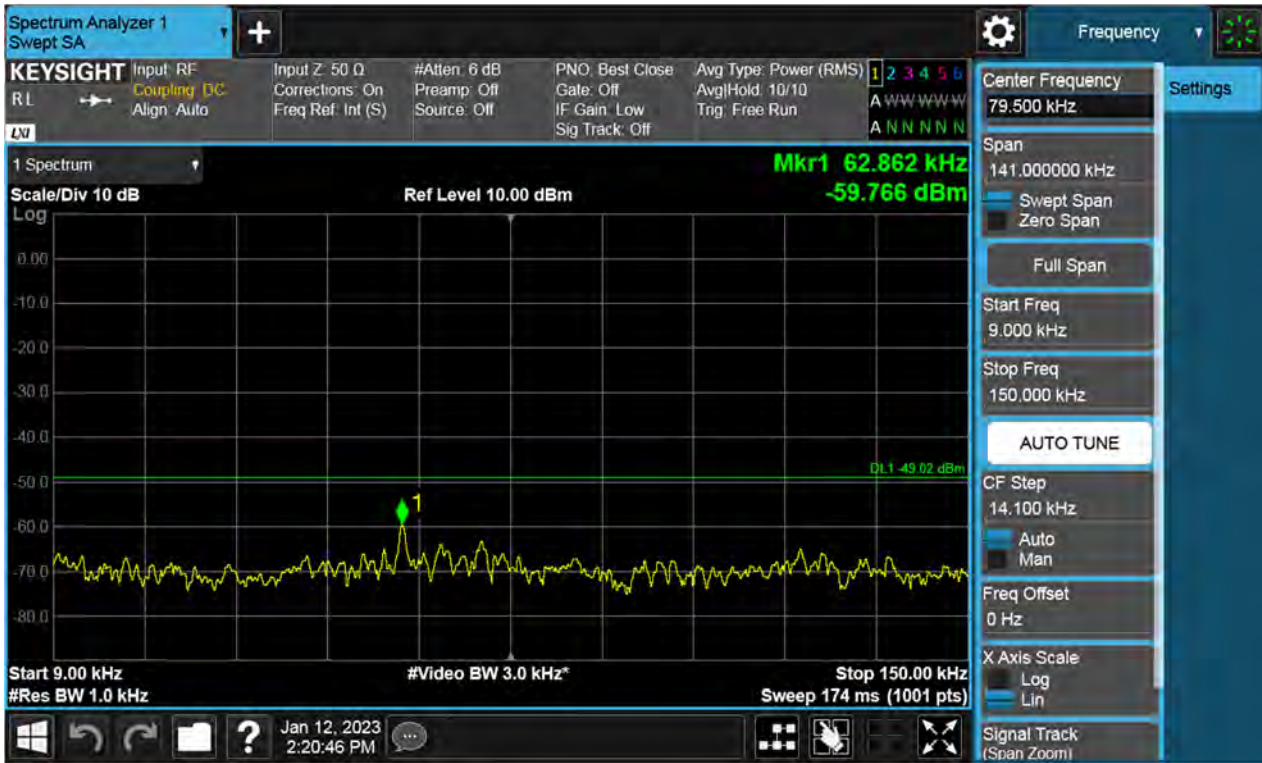 Spectrum Analyzer 1
Swept SA
+
Frequency
KEYSIGHT
RL
LXI
Input: RF
Coupling: DC
Align: Auto
Input Z: 50 Ω
Corrections: On
Freq Ref: Int (S)
#Atten: 6 dB
Preamp: Off
Source: Off
PNO: Best Close
Gate: Off
IF Gain: Low
Sig Track: Off
Avg Type: Power (RMS)
Avg|Hold: 10/10
Trig: Free Run
1 2 3 4 5 6
A W W W W W
A N N N N N
1 Spectrum
Mkr1 62.862 kHz
-59.766 dBm
Scale/Div 10 dB
Ref Level 10.00 dBm
Log
0.00
-10.0
-20.0
-30.0
-40.0
-50.0
-60.0
-70.0
-80.0
DL1 -49.02 dBm
1
Start 9.00 kHz
#Video BW 3.0 kHz*
Stop 150.00 kHz
#Res BW 1.0 kHz
Sweep 174 ms (1001 pts)
?
Jan 12, 2023
2:20:46 PM
Center Frequency
79.500 kHz
Span
141.000000 kHz
Swept Span
Zero Span
Full Span
Start Freq
9.000 kHz
Stop Freq
150.000 kHz
AUTO TUNE
CF Step
14.100 kHz
Auto
Man
Freq Offset
0 Hz
X Axis Scale
Log
Lin
Signal Track
(Span Zoom)
Settings